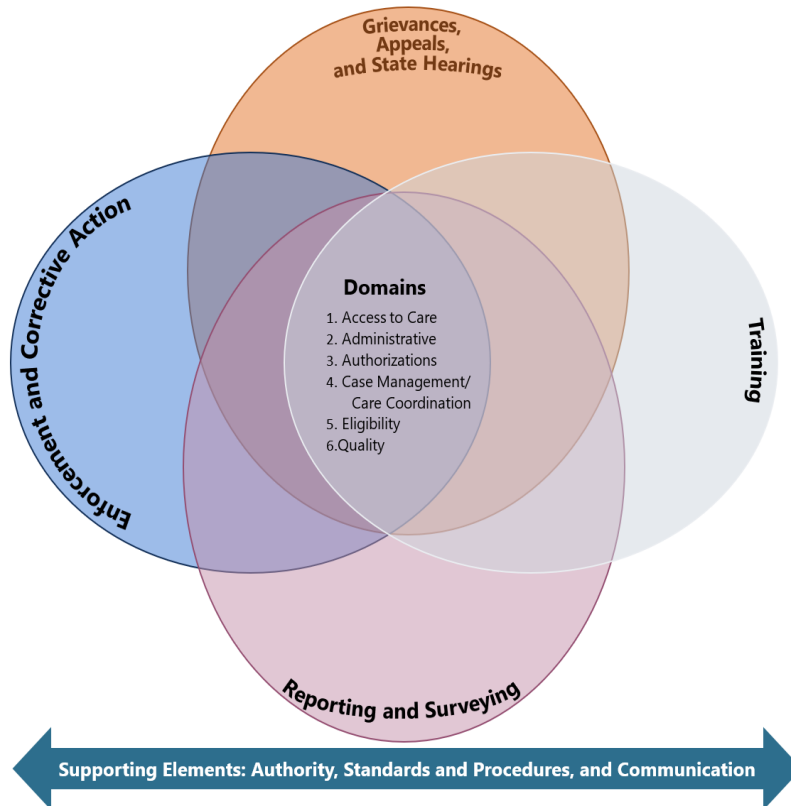 Grievances,
Appeals,
and State Hearings
Enforcement and Corrective Action
Domains
1. Access to Care
2. Administrative
3. Authorizations
4. Case Management/
Care Coordination
5. Eligibility
6.Quality
Training
Reporting and Surveying
Supporting Elements: Authority, Standards and Procedures, and Communication